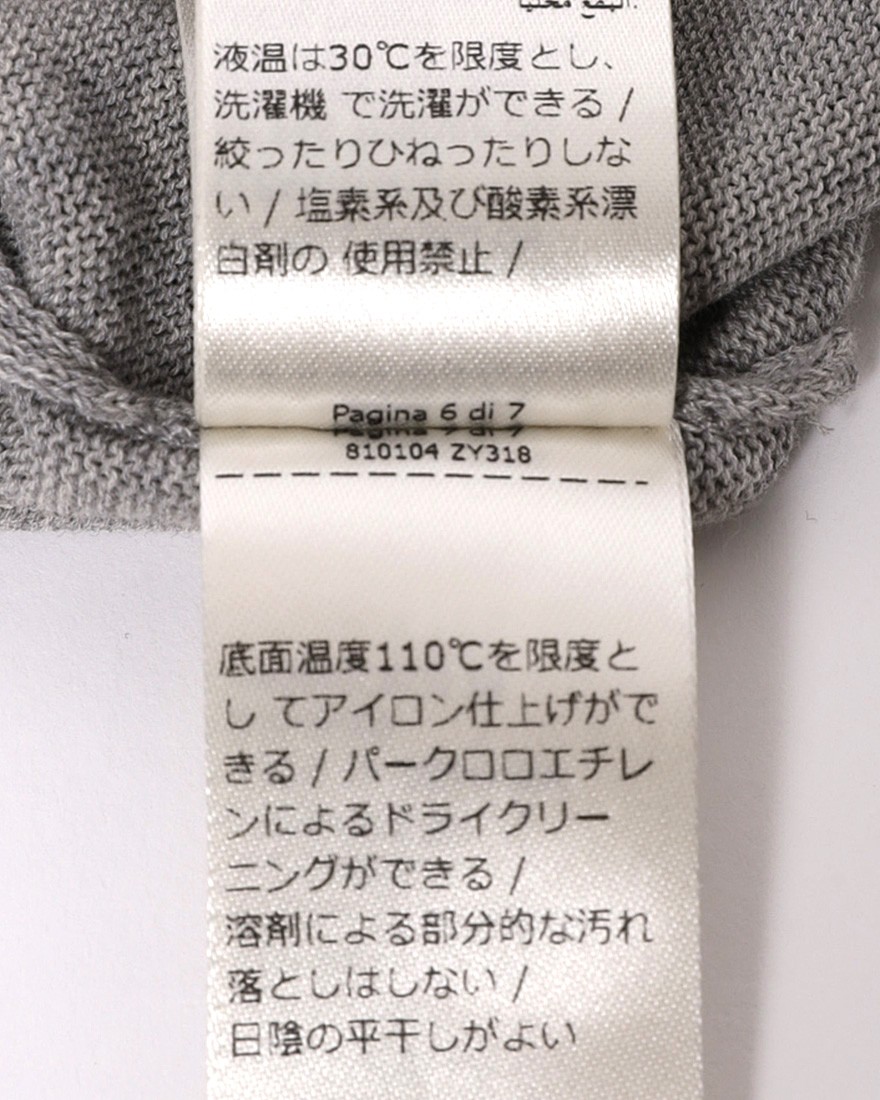 液温は30℃を限度とし、
洗濯機 で洗濯ができる /
絞ったりひねったりしな
い / 塩素系及び酸素系漂
白剤の 使用禁止 /
Pagina 6 di 7
810104 ZY318
底面温度110℃を限度と
し てアイロン仕上げがで
きる / パークロロエチレ
ンによるドライクリー
ニングができる /
溶剤による部分的な汚れ
落としはしない /
日陰の平干しがよい